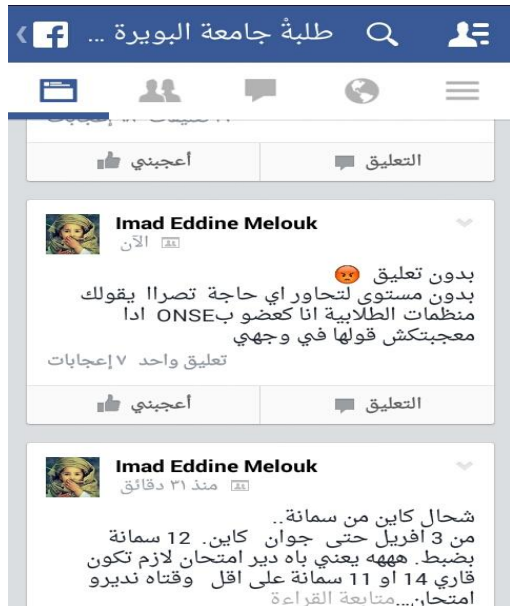 طلبةْ جامعة البويرة ...
أعجبني التعليق
Imad Eddine Melouk
الآن
بدون تعليق 😡
بدون مستوى لتحاور اي حاجة تصراا يقولك
منظمات الطلابية انا كعضو بONSE ادا
معجبتكش قولها في وجهي
تعليق واحد ٧ إعجابات
أعجبني التعليق
Imad Eddine Melouk
منذ ٣١ دقائق
شحال كاين من سمانة..
من 3 افريل حتى جوان كاين. 12 سمانة
بضبط. هههه يعني باه دير امتحان لازم تكون
قاري 14 او 11 سمانة على اقل وقتاه نديرو
امتحان...متابعة القراءة